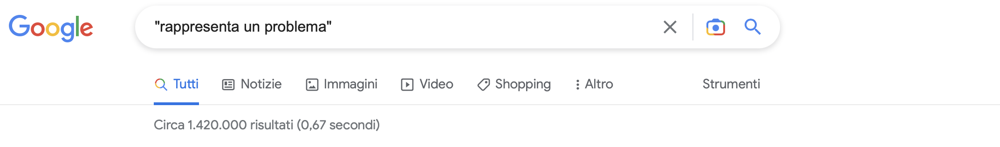 Google "rappresenta un problema"
Tutti Notizie Immagini Video Shopping Altro Strumenti
Circa 1.420.000 risultati (0,67 secondi)